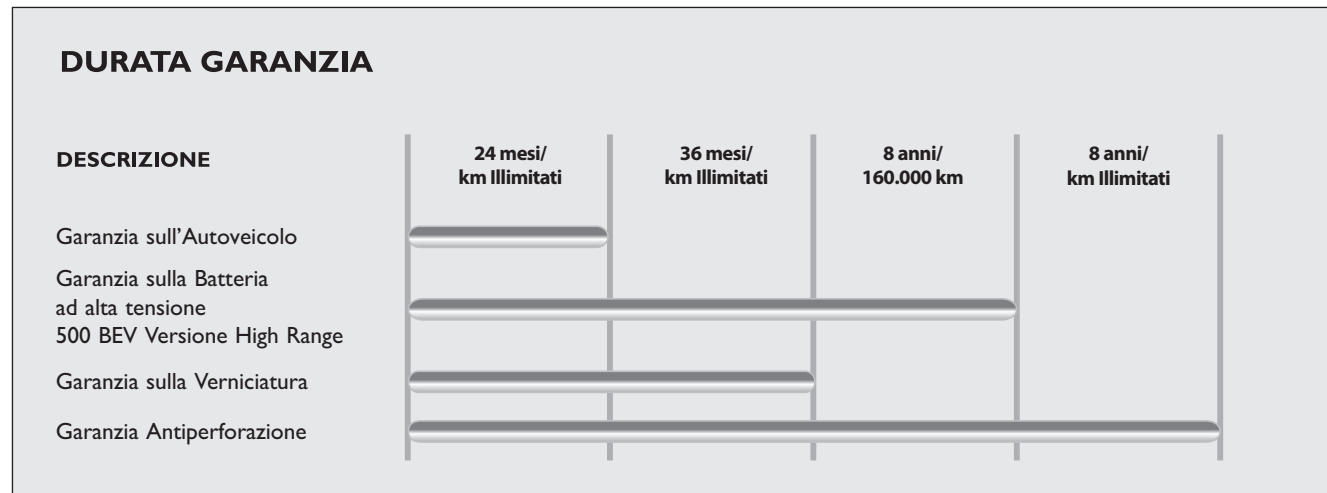 DURATA GARANZIA
DESCRIZIONE
24 mesi/
km Illimitati
36 mesi/
km Illimitati
8 anni/
160.000 km
8 anni/
km Illimitati
Garanzia sull'Autoveicolo
Garanzia sulla Batteria
ad alta tensione
500 BEV Versione High Range
Garanzia sulla Verniciatura
Garanzia Antiperforazione